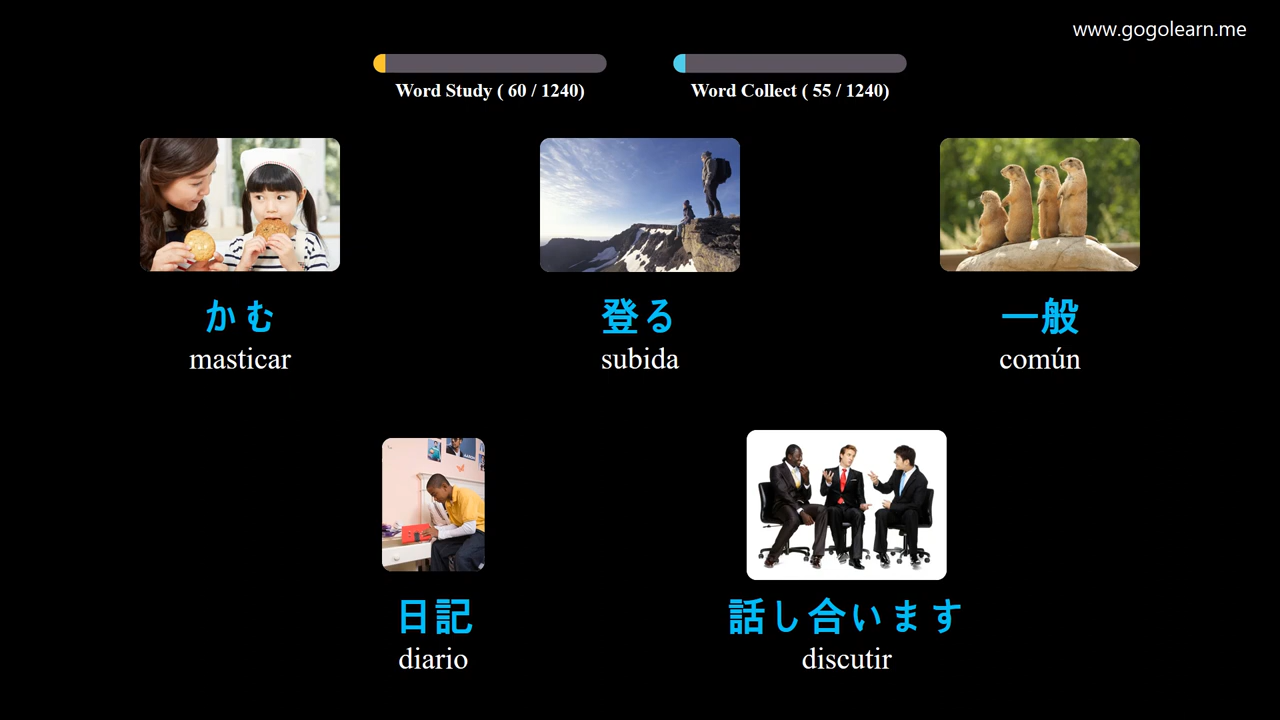 www.gogolearn.me
Word Study ( 60 / 1240)
Word Collect ( 55 / 1240)
かむ
masticar
登る
subida
一般
común
日記
diario
話し合います
discutir